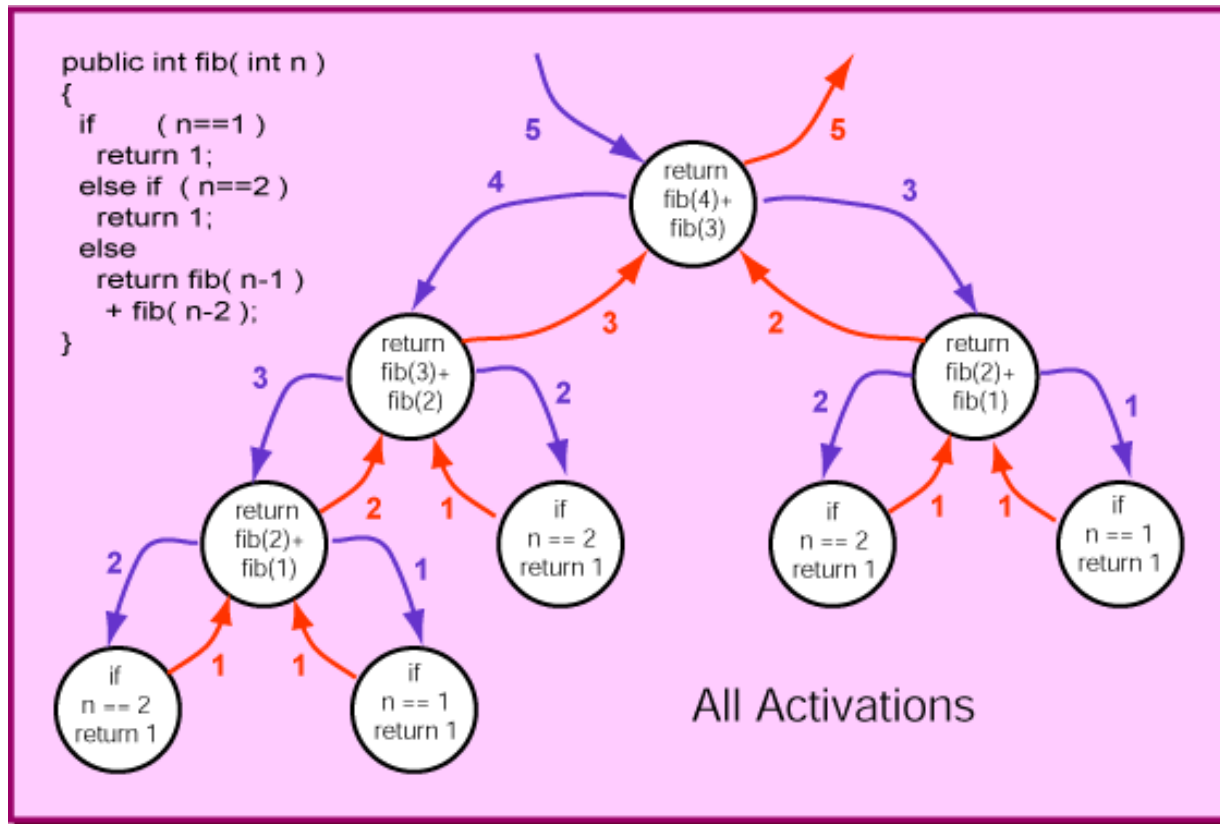 public int fib( int n )
{
if ( n==1 )
return 1;
else if ( n==2 )
return 1;
else
return fib( n-1 )
+ fib( n-2 );
}
5
5
return
fib(4)+
fib(3)
4
3
3
2
return
fib(3)+
fib(2)
return
fib(2)+
fib(1)
3
2
2
1
2
1
1
1
return
fib(2)+
fib(1)
if
n == 2
return 1
if
n == 2
return 1
if
n == 1
return 1
2
1
1
1
if
n == 2
return 1
if
n == 1
return 1
All Activations